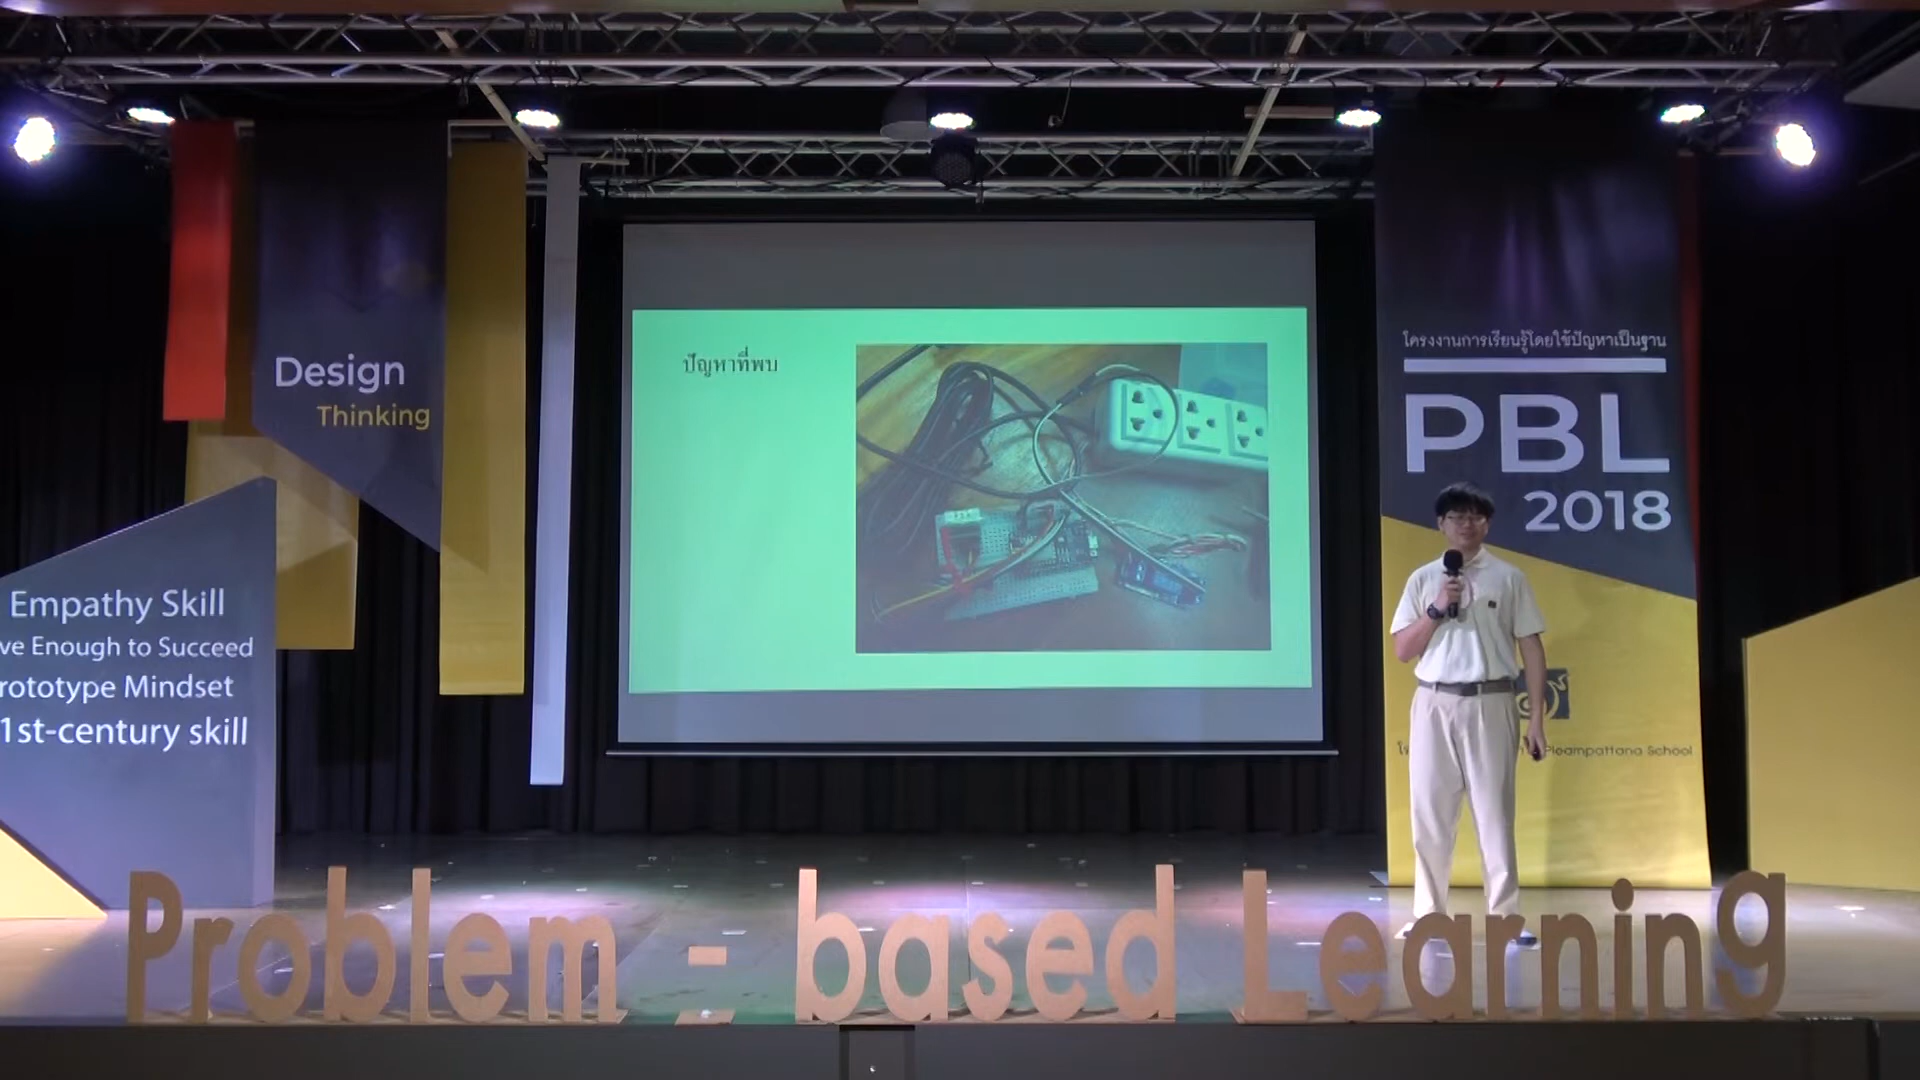 Design
Thinking
Empathy Skill
ve Enough to Succeed
rototype Mindset
1st-century skill
ปัญหาที่พบ
โครงงานการเรียนรู้โดยใช้ปัญหาเป็นฐาน
PBL
2018
Pleampattana School
Problem - based Learning